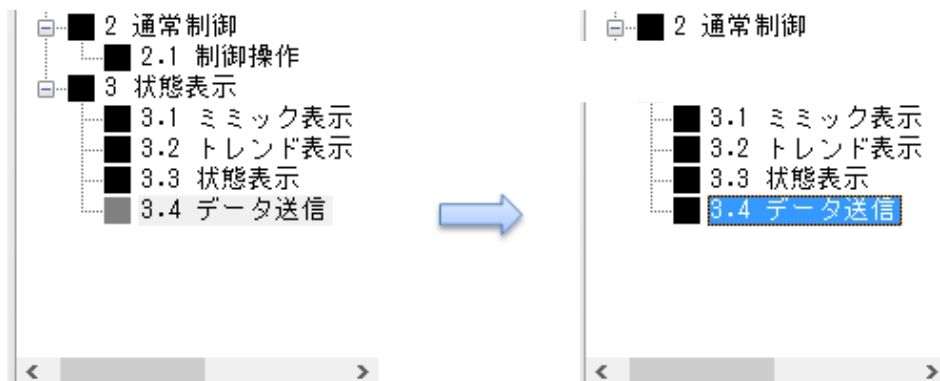 2 通常制御
2.1 制御操作
3 状態表示
3.1 ミミック表示
3.2 トレンド表示
3.3 状態表示
3.4 データ送信
2 通常制御
3.1 ミミック表示
3.2 トレンド表示
3.3 状態表示
3.4 データ送信